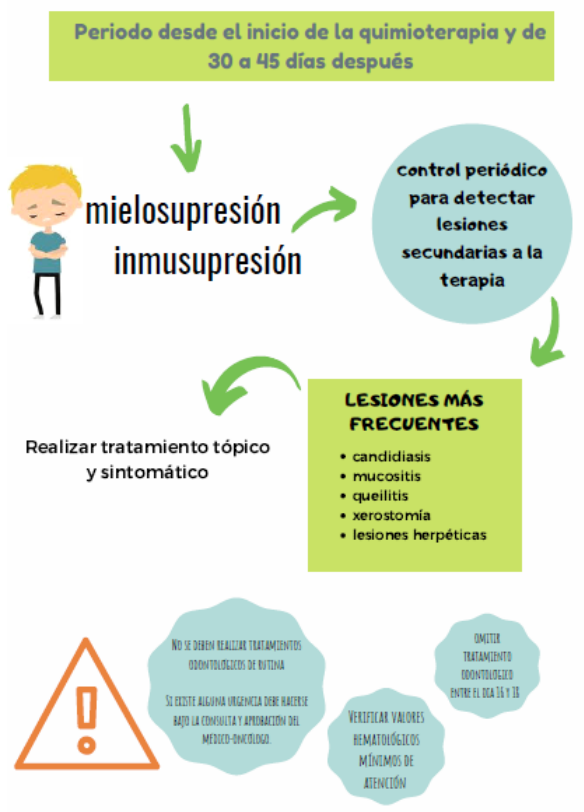 Periodo desde el inicio de la quimioterapia y de
30 a 45 días después
mielosupresión
inmusupresión
control periódico
para detectar
lesiones
secundarias a la
terapia
LESIONES MÁS
FRECUENTES
• candidiasis
• mucositis
• queilitis
• xerostomía
• lesiones herpéticas
Realizar tratamiento tópico
y sintomático
NO SE DEBEN REALIZAR TRATAMIENTOS
ODONTOLÓGICOS DE RUTINA
SI EXISTE ALGUNA URGENCIA DEBE HACERSE
BAJO LA CONSULTA Y APROBACIÓN DEL
MEDICO-ONCÓLOGO.
VERIFICAR VALORES
HEMATOLÓGICOS
MÍNIMOS DE
ATENCIÓN
OMITIR
TRATAMIENTO
ODONTOLÓGICO
ENTRE EL DIA 16 Y 18